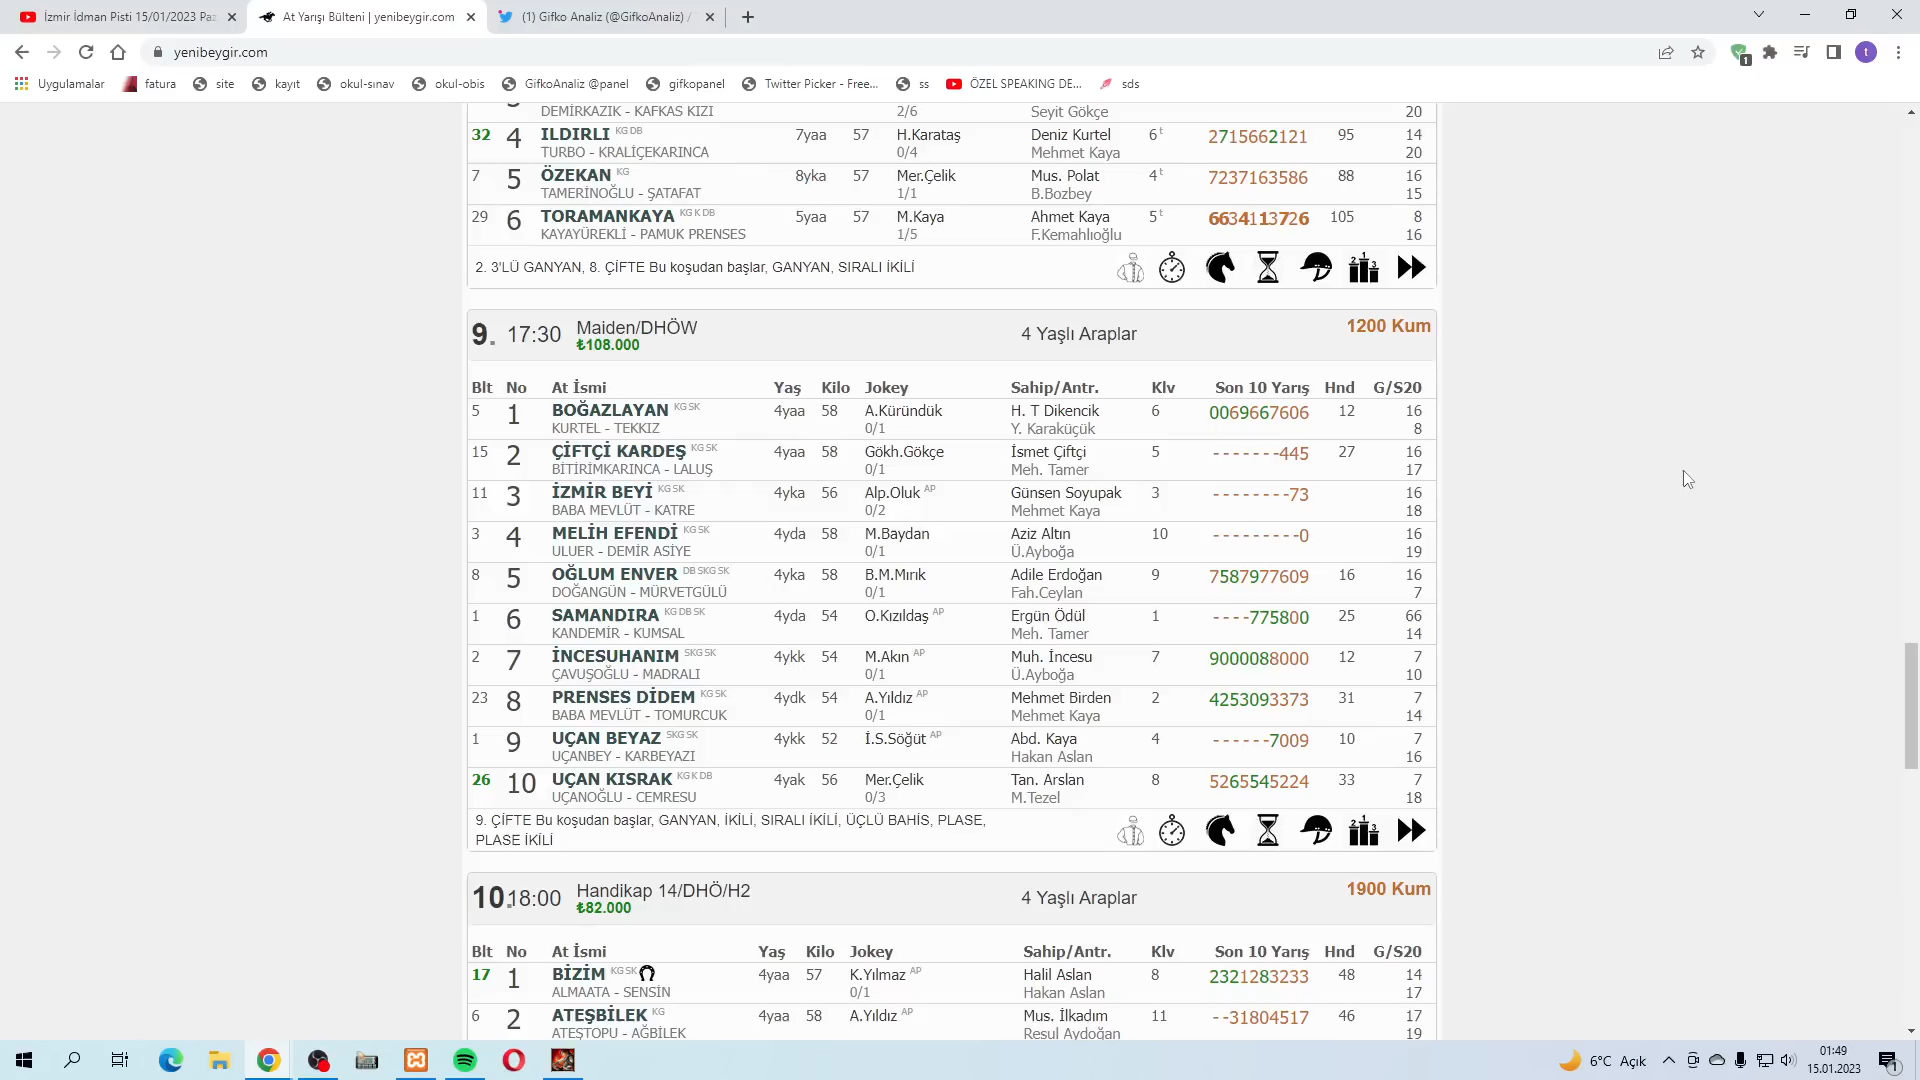 İzmir İdman Pisti 15/01/2023 Paz
At Yarışı Bülteni | yenibeygir.com
(1) Gifko Analiz (@GifkoAnaliz) /
yenibeygir.com
Uygulamalar
fatura
site
kayıt
okul-sınav
okul-obis
GifkoAnaliz @panel
gifkopanel
Twitter Picker - Free...
ss
ÖZEL SPEAKING DE...
sds
DEMİRKAZIK - KAFKAS KIZI 2/6 Seyit Gökçe 20
32 4 ILDIRLI KG DB 7yaa 57 H.Karataş Deniz Kurtel 6 t 2715662121 95 14
TURBO - KRALİÇEKARINCA 0/4 Mehmet Kaya 20
7 5 ÖZEKAN KG 8yka 57 Mer.Çelik Mus. Polat 4 t 7237163586 88 16
TAMERİNOĞLU - ŞATAFAT 1/1 B.Bozbey 15
29 6 TORAMANKAYA KG K DB 5yaa 57 M.Kaya Ahmet Kaya 5 t 6634113726 105 8
KAYAYÜREKLİ - PAMUK PRENSES 1/5 F.Kemahlıoğlu 16
2. 3'LÜ GANYAN, 8. ÇİFTE Bu koşudan başlar, GANYAN, SIRALI İKİLİ
9. 17:30 Maiden/DHÖW 4 Yaşlı Araplar 1200 Kum
₺108.000
Blt No At İsmi Yaş Kilo Jokey Sahip/Antr. Klv Son 10 Yarış Hnd G/S20
5 1 BOĞAZLAYAN KG SK 4yaa 58 A.Küründük H. T Dikencik 6 0069667606 12 16
KURTEL - TEKKIZ 0/1 Y. Karaküçük 8
15 2 ÇİFTÇİ KARDEŞ KG SK 4yaa 58 Gökh.Gökçe İsmet Çiftçi 5 -------445 27 16
BİTİRİMKARINCA - LALUŞ 0/1 Meh. Tamer 17
11 3 İZMİR BEYİ KG SK 4yka 56 Alp.Oluk AP Günsen Soyupak 3 --------73 16
BABA MEVLÜT - KATRE 0/2 Mehmet Kaya 18
3 4 MELİH EFENDİ KG SK 4yda 58 M.Baydan Aziz Altın 10 ---------0 16
ULUER - DEMİR ASİYE 0/1 Ü.Ayboğa 19
8 5 OĞLUM ENVER DB SKG SK 4yka 58 B.M.Mırık Adile Erdoğan 9 7587977609 16 16
DOĞANGÜN - MÜRVETGÜLÜ 0/1 Fah.Ceylan 7
1 6 SAMANDIRA KG DB SK 4yda 54 O.Kızıldaş AP Ergün Ödül 1 ----775800 25 66
KANDEMİR - KUMSAL Meh. Tamer 14
2 7 İNCESUHANIM SKG SK 4ykk 54 M.Akın AP Muh. İncesu 7 9000088000 12 7
ÇAVUŞOĞLU - MADRALI 0/1 Ü.Ayboğa 10
23 8 PRENSES DİDEM KG SK 4ydk 54 A.Yıldız AP Mehmet Birden 2 4253093373 31 7
BABA MEVLÜT - TOMURCUK 0/1 Mehmet Kaya 14
1 9 UÇAN BEYAZ SKG SK 4ykk 52 İ.S.Söğüt AP Abd. Kaya 4 ------7009 10 7
UÇANBEY - KARBEYAZI Hakan Aslan 16
26 10 UÇAN KISRAK KG K DB 4yak 56 Mer.Çelik Tan. Arslan 8 5265545224 33 7
UÇANOĞLU - CEMRESU 0/3 M.Tezel 18
9. ÇİFTE Bu koşudan başlar, GANYAN, İKİLİ, SIRALI İKİLİ, ÜÇLÜ BAHİS, PLASE,
PLASE İKİLİ
10. 18:00 Handikap 14/DHÖ/H2 4 Yaşlı Araplar 1900 Kum
₺82.000
Blt No At İsmi Yaş Kilo Jokey Sahip/Antr. Klv Son 10 Yarış Hnd G/S20
17 1 BİZİM KG SK 4yaa 57 K.Yılmaz AP Halil Aslan 8 2321283233 48 14
ALMAATA - SENSİN 0/1 Hakan Aslan 17
6 2 ATEŞBİLEK KG 4yaa 58 A.Yıldız AP Mus. İlkadım 11 --31804517 46 17
ATEŞTOPU - AĞBİLEK Resul Aydoğan 19
6°C Açık
01:49
15.01.2023